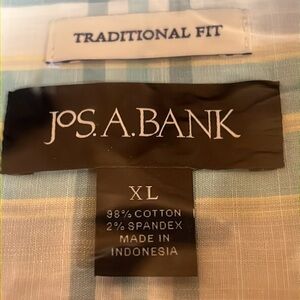 TRADITIONAL FIT
JOS.A.BANK
XL
98% COTTON
2% SPANDEX
MADE IN
INDONESIA